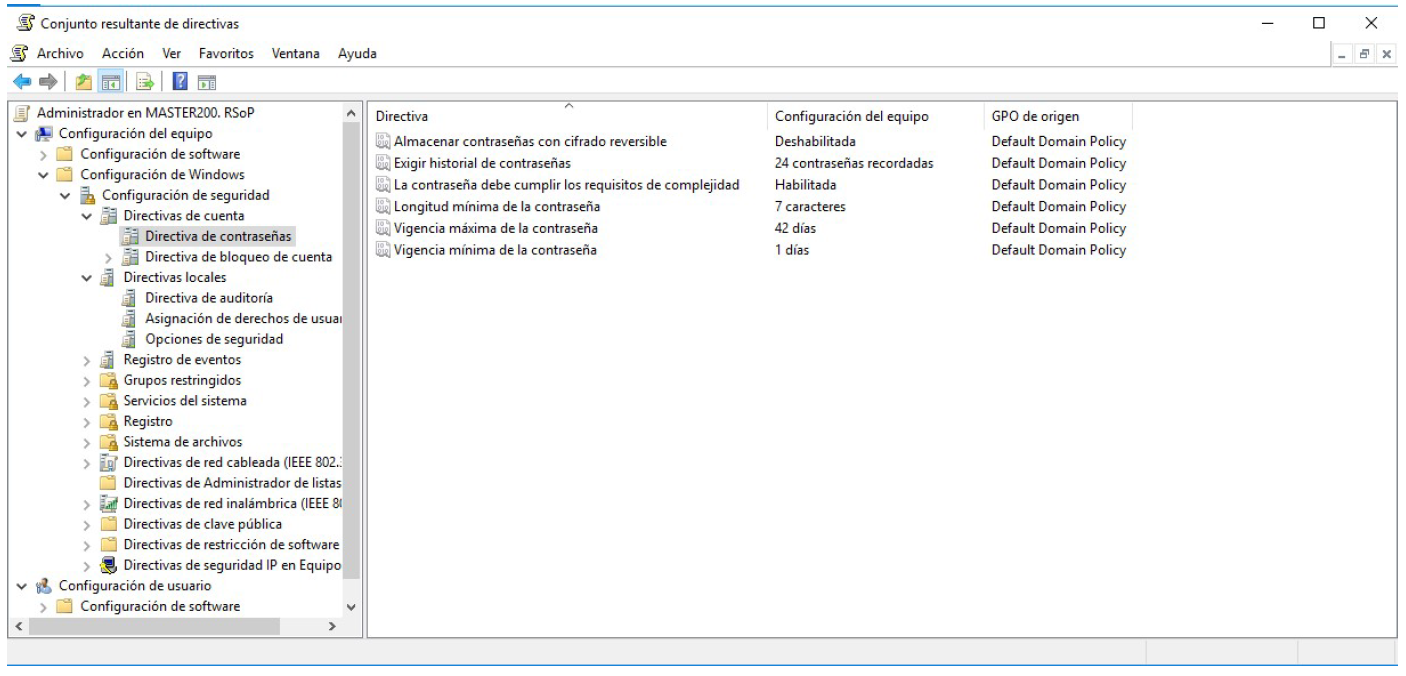 Conjunto resultante de directivas
Archivo Acción Ver Favoritos Ventana Ayuda
Administrador en MASTER200. RSoP
Configuración del equipo
Configuración de software
Configuración de Windows
Configuración de seguridad
Directivas de cuenta
Directiva de contraseñas
Directiva de bloqueo de cuenta
Directivas locales
Directiva de auditoría
Asignación de derechos de usuar
Opciones de seguridad
Registro de eventos
Grupos restringidos
Servicios del sistema
Registro
Sistema de archivos
Directivas de red cableada (IEEE 802.3
Directivas de Administrador de listas
Directivas de red inalámbrica (IEEE 80
Directivas de clave pública
Directivas de restricción de software
Directivas de seguridad IP en Equipo
Configuración de usuario
Configuración de software
Directiva Configuración del equipo GPO de origen
Almacenar contraseñas con cifrado reversible Deshabilitada Default Domain Policy
Exigir historial de contraseñas 24 contraseñas recordadas Default Domain Policy
La contraseña debe cumplir los requisitos de complejidad Habilitada Default Domain Policy
Longitud mínima de la contraseña 7 caracteres Default Domain Policy
Vigencia máxima de la contraseña 42 días Default Domain Policy
Vigencia mínima de la contraseña 1 días Default Domain Policy